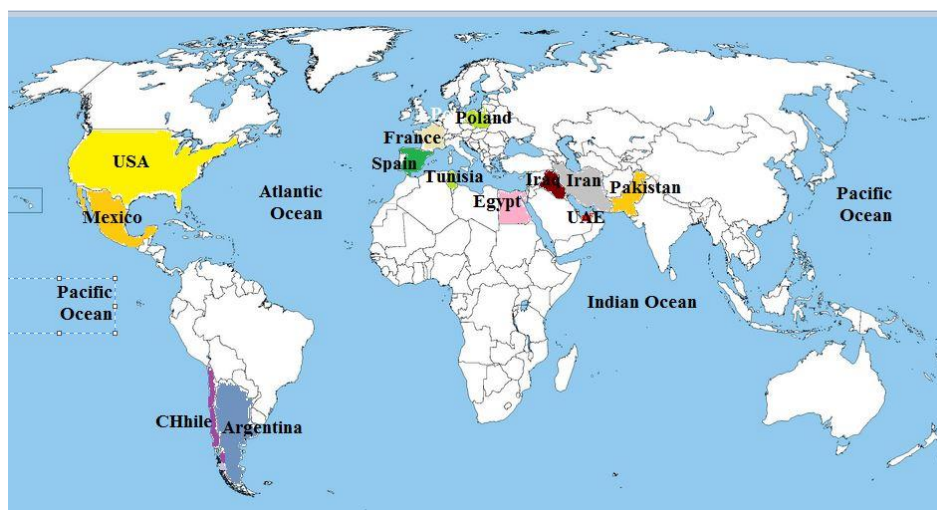 Poland
France
Spain
USA
Tunisia
Iraq
Iran
Pakistan
Atlantic
Ocean
Pacific
Ocean
Egypt
Mexico
UAE
Pacific
Ocean
Indian Ocean
CHhile
Argentina